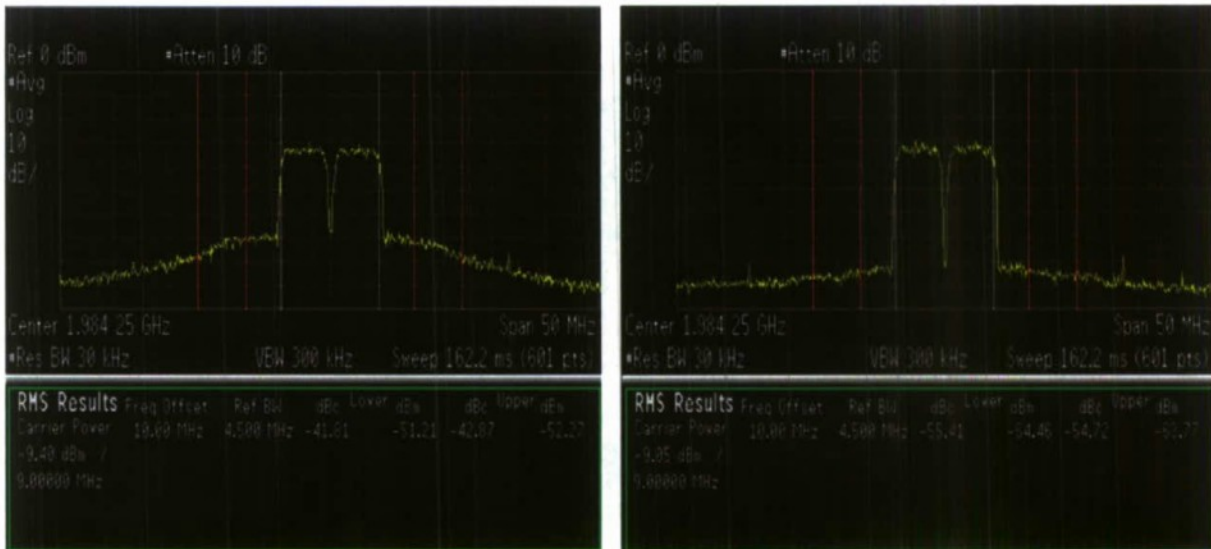 Ref 0 dBm *Atten 10 dB
*Avg
Log
10
dB/
Center 1.984 25 GHz Span 50 MHz
*Res BW 30 kHz VBW 300 kHz Sweep 162.2 ms (601 pts)
RMS Results Freq Offset Ref BW dBc Lower dBm dBc Upper dBm
Carrier Power 10.00 MHz 4.500 MHz -41.81 -51.21 -42.87 -52.27
-9.40 dBm /
9.00000 MHz
Ref 0 dBm *Atten 10 dB
*Avg
Log
10
dB/
Center 1.984 25 GHz Span 50 MHz
*Res BW 30 kHz VBW 300 kHz Sweep 162.2 ms (601 pts)
RMS Results Freq Offset Ref BW dBc Lower dBm dBc Upper dBm
Carrier Power 10.00 MHz 4.500 MHz -55.41 -64.46 -54.72 -63.77
-9.05 dBm /
9.00000 MHz